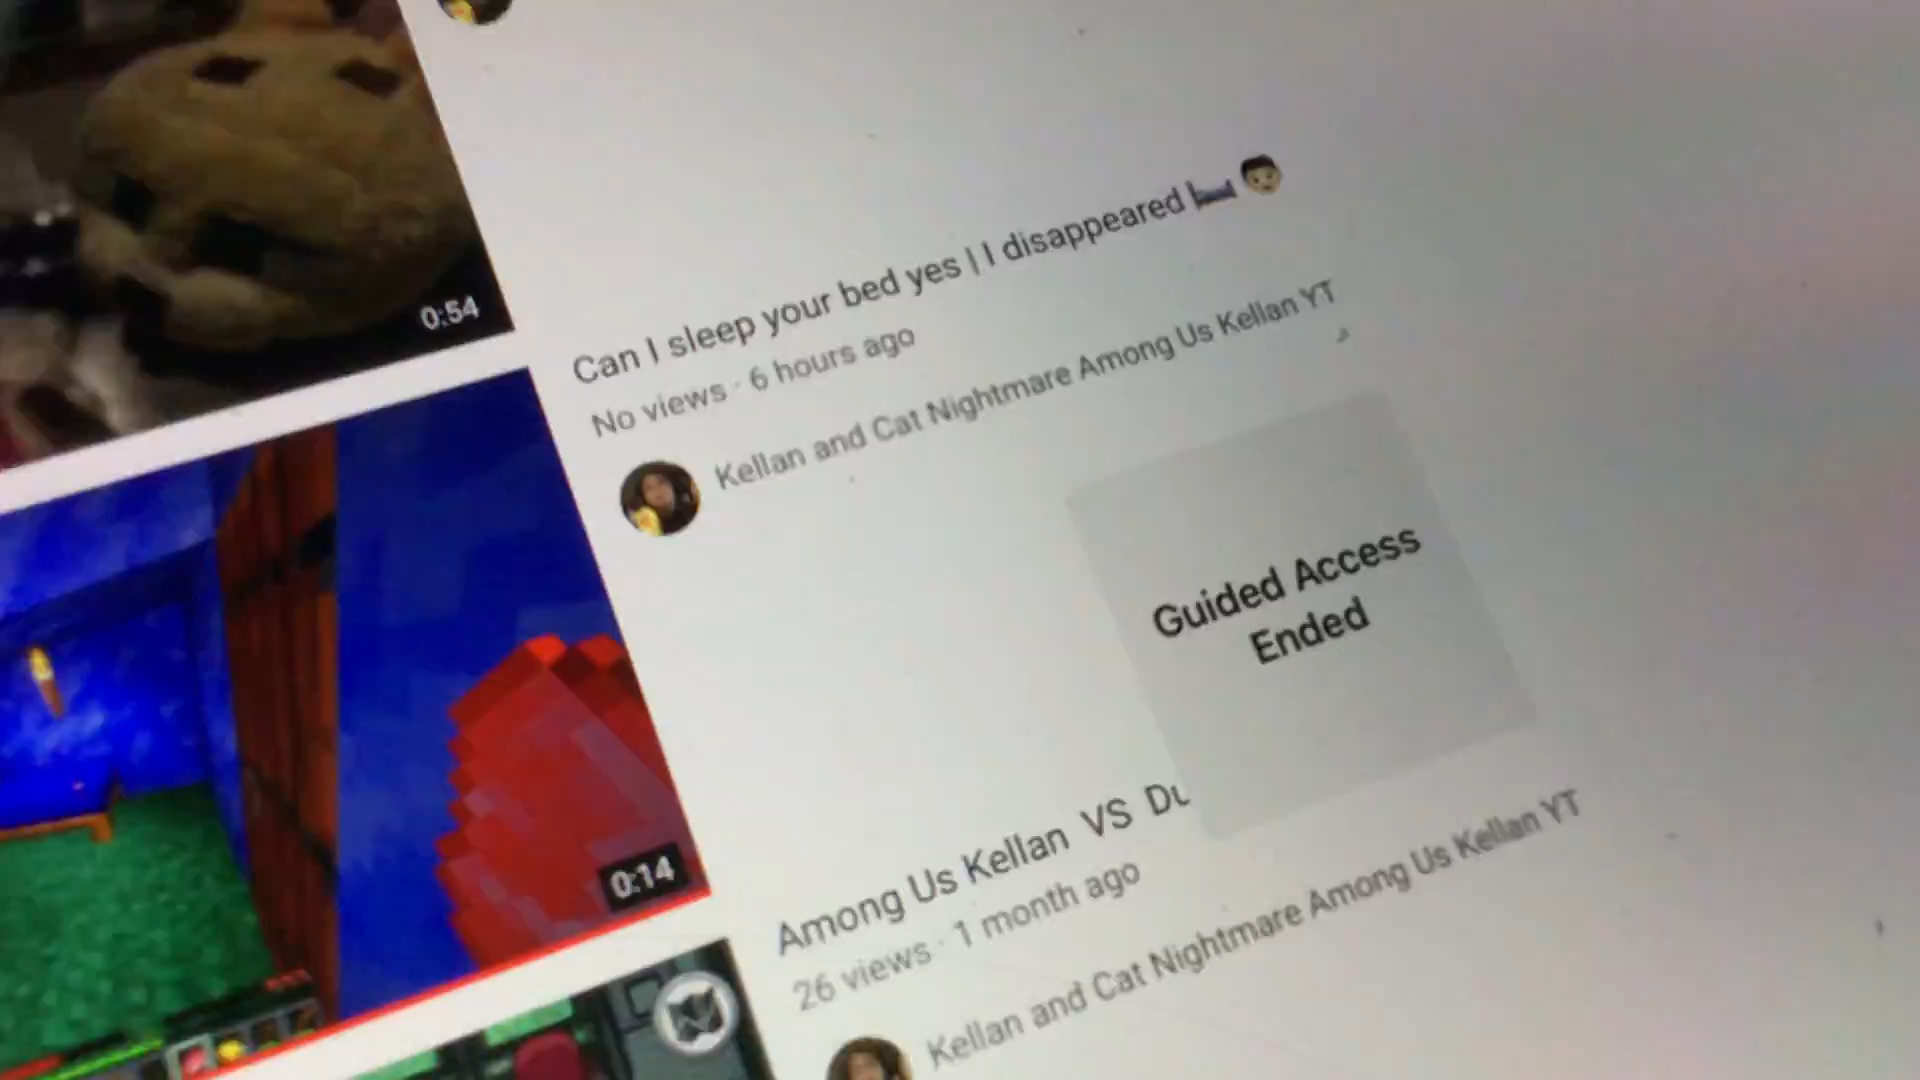 0:54
Can I sleep your bed yes | I disappeared 🛏👦🏻
No views · 6 hours ago
Kellan and Cat Nightmare Among Us Kellan YT
Guided Access
Ended
0:14
Among Us Kellan VS
26 views · 1 month ago
Kellan and Cat Nightmare Among Us Kellan YT